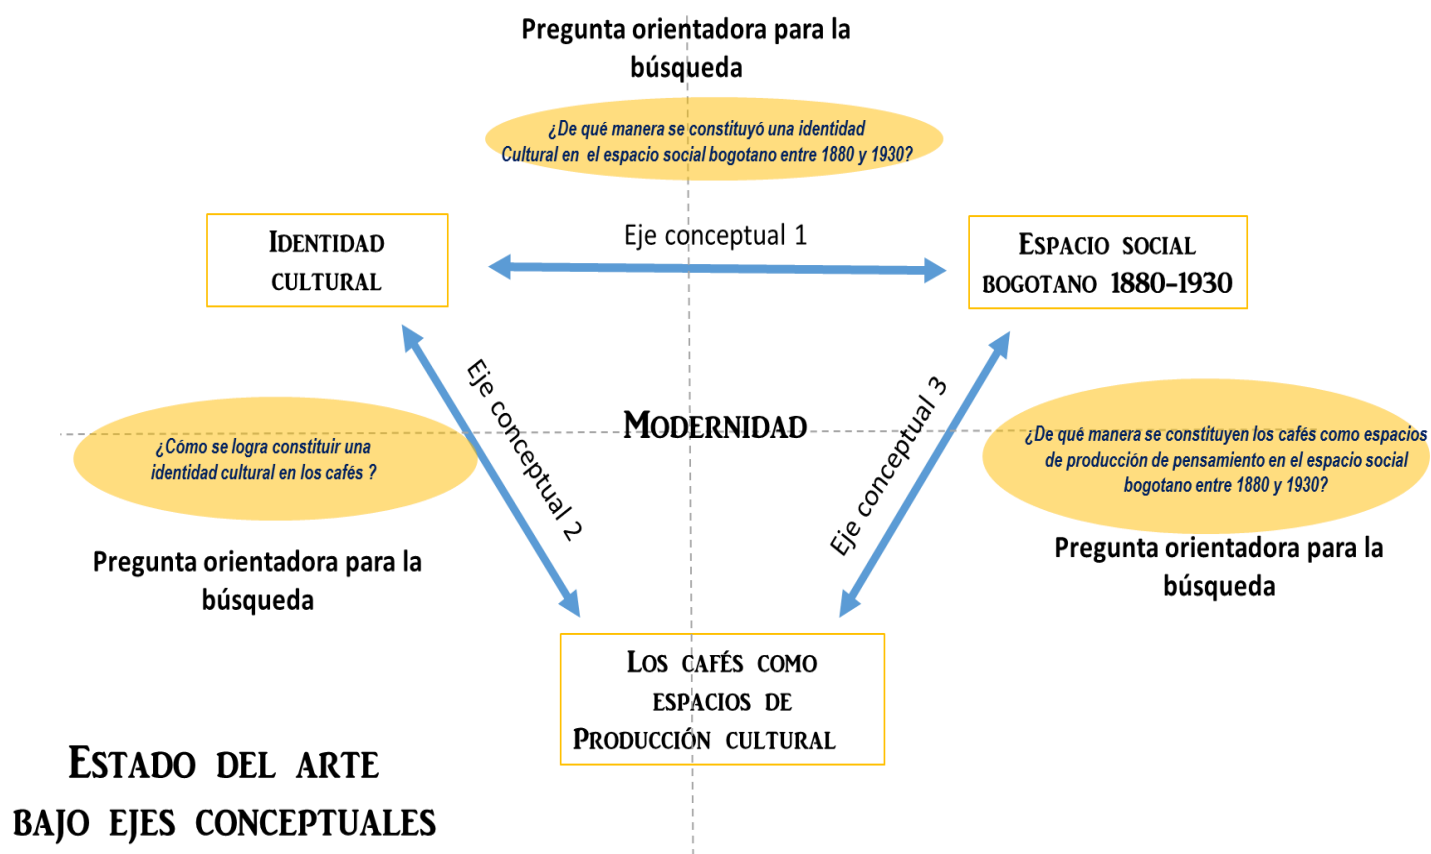 Pregunta orientadora para la
búsqueda
¿De qué manera se constituyó una identidad
Cultural en el espacio social bogotano entre 1880 y 1930?
Identidad
cultural
Eje conceptual 1
Espacio social
bogotano 1880-1930
Eje conceptual 2
Modernidad
Eje conceptual 3
¿Cómo se logra constituir una
identidad cultural en los cafés ?
¿De qué manera se constituyen los cafés como espacios
de producción de pensamiento en el espacio social
bogotano entre 1880 y 1930?
Pregunta orientadora para la
búsqueda
Pregunta orientadora para la
búsqueda
Los cafés como
espacios de
Producción cultural
Estado del arte
bajo ejes conceptuales